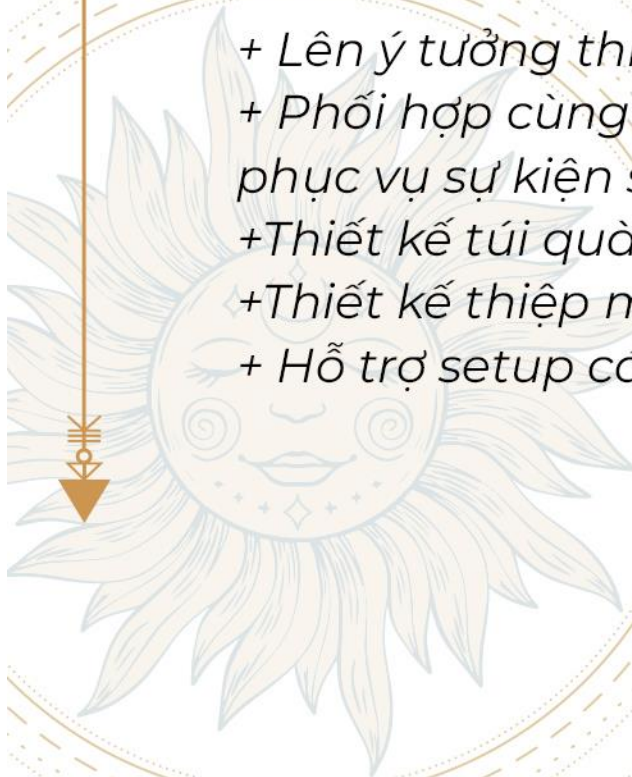 + Lên ý tưởng
+ Phối hợp cùng
phục vụ sự kiện
+Thiết kế túi quà
+Thiết kế thiệp
+ Hỗ trợ setup